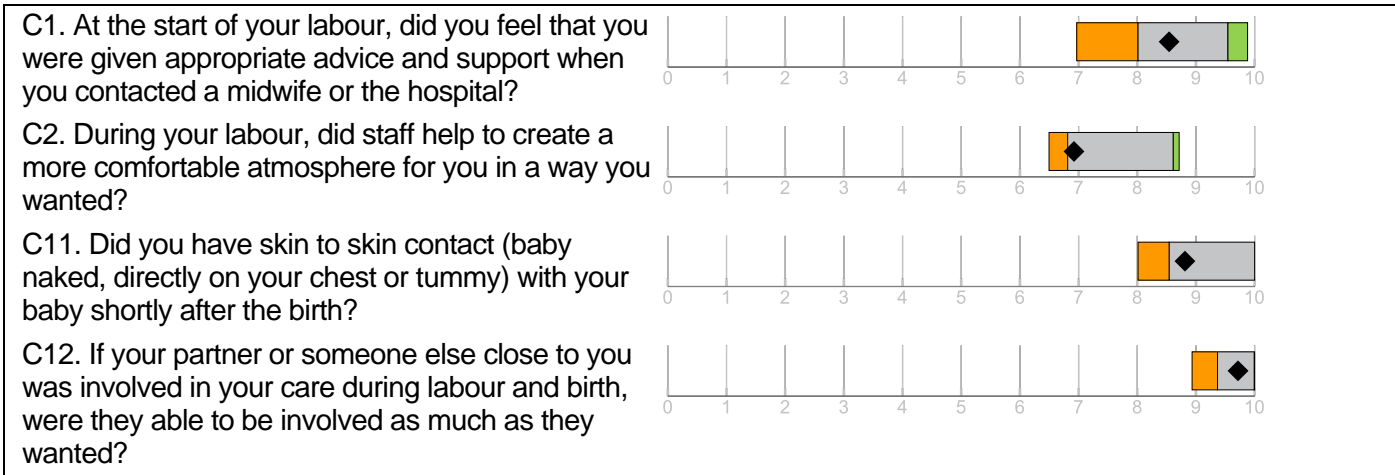 C1. At the start of your labour, did you feel that you
were given appropriate advice and support when
you contacted a midwife or the hospital?
0 1 2 3 4 5 6 7 8 9 10
C2. During your labour, did staff help to create a
more comfortable atmosphere for you in a way you
wanted?
0 1 2 3 4 5 6 7 8 9 10
C11. Did you have skin to skin contact (baby
naked, directly on your chest or tummy) with your
baby shortly after the birth?
0 1 2 3 4 5 6 7 8 9 10
C12. If your partner or someone else close to you
was involved in your care during labour and birth,
were they able to be involved as much as they
wanted?
0 1 2 3 4 5 6 7 8 9 10